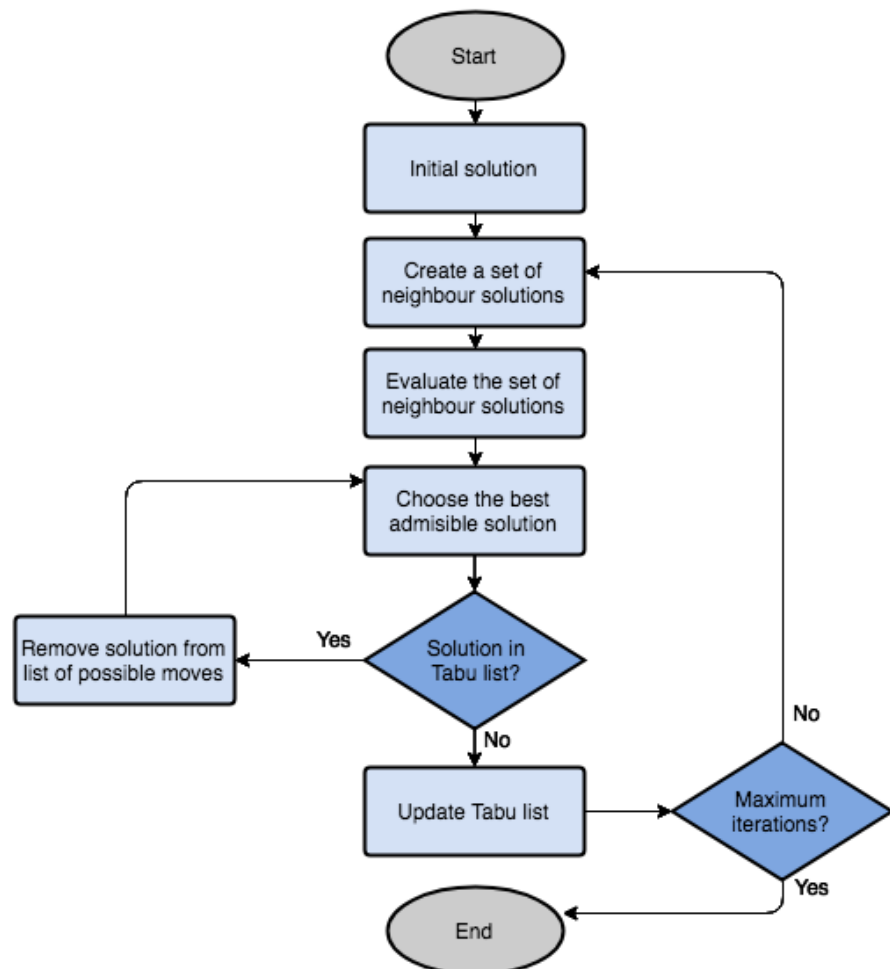 Start
Initial solution
Create a set of
neighbour solutions
Evaluate the set of
neighbour solutions
Choose the best
admisible solution
Remove solution from
list of possible moves
Yes
Solution in
Tabu list?
No
No
Update Tabu list
Maximum
iterations?
Yes
End